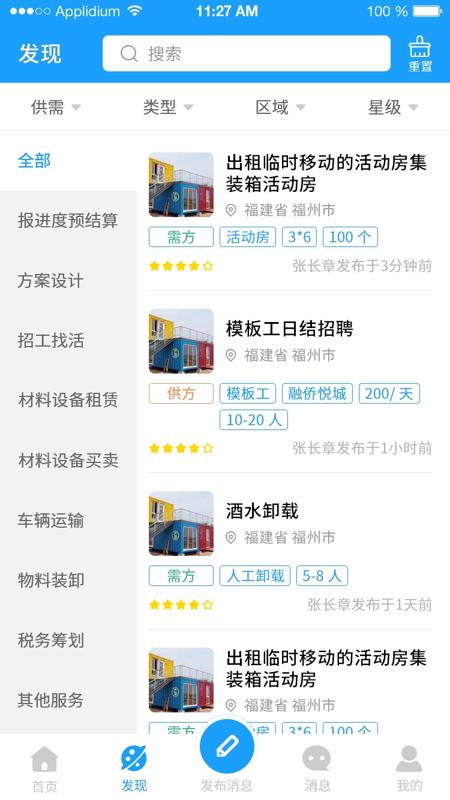 Applidium 11:27 AM 100 %
发现 搜索 重置
供需 类型 区域 星级
全部
报进度预结算
方案设计
招工找活
材料设备租赁
材料设备买卖
车辆运输
物料装卸
税务筹划
其他服务
出租临时移动的活动房集
装箱活动房
福建省 福州市
需方 活动房 3*6 100 个
张长章发布于3分钟前
模板工日结招聘
福建省 福州市
供方 模板工 融侨悦城 200/ 天
10-20 人
张长章发布于1小时前
酒水卸载
福建省 福州市
需方 人工卸载 5-8 人
张长章发布于1天前
出租临时移动的活动房集
装箱活动房
福建省 福州市
需方 动房 3*6 100 个
首页 发现 发布消息 消息 我的